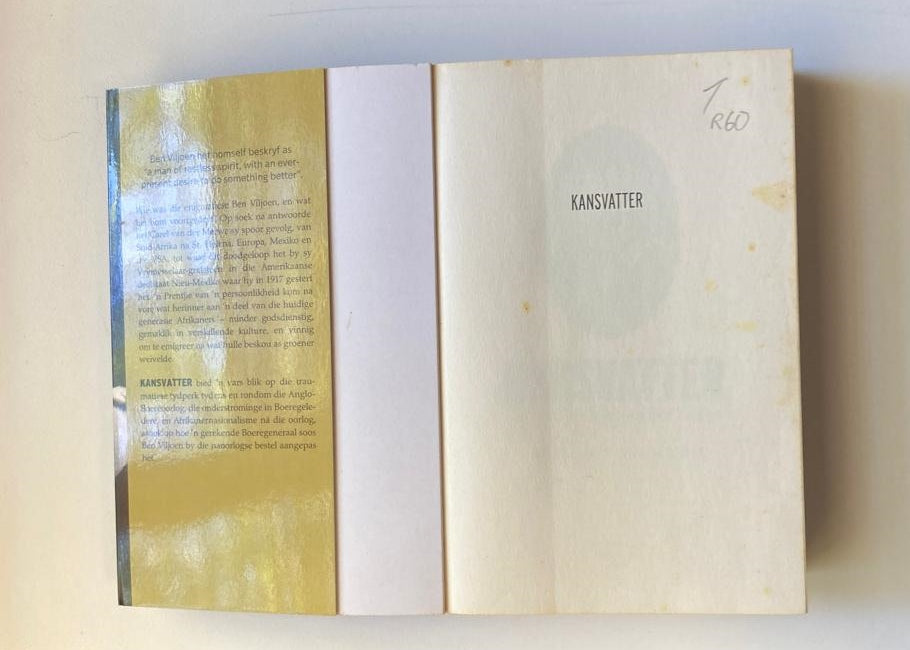 Ben Viljoen het homself beskryf as
"a man of restless spirit, with an ever-
present desire to do something better".
Wie was die enigmatiese Ben Viljoen, en wat
het hom voortgedryf? Op soek na antwoorde
het Carel van der Merwe sy spoor gevolg, van
Suid-Afrika na St. Helena, Europa, Mexiko en
die VSA, tot waar dit doodgeloop het by sy
in die Amerikaanse
deelstaat Nieu-Mexiko waar hy in 1917 gesterf
het. 'n Prentjie van 'n persoonlikheid kom na
vore wat herinner aan 'n deel van die huidige
generasie Afrikaners – minder godsdienstig,
gemaklik in verskillende kulture, en vinnig
om te emigreer na wat hulle beskou as groener
weivelde.
KANSVATTER bied 'n vars blik op die trau-
matiese tydperk tydens en rondom die Anglo-
Boereoorlog, die onderstrominge in Boeregele-
dere, en Afrikanernasionalisme ná die oorlog,
asook op hoe 'n gerekende Boeregeneraal soos
Ben Viljoen by die naoorlogse bestel aangepas
het.
1
R60
KANSVATTER